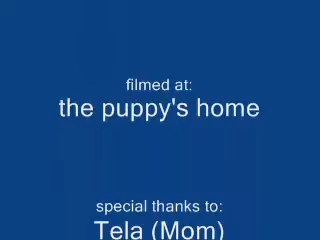 filmed at:
the puppy's home
special thanks to:
Tela (Mom)